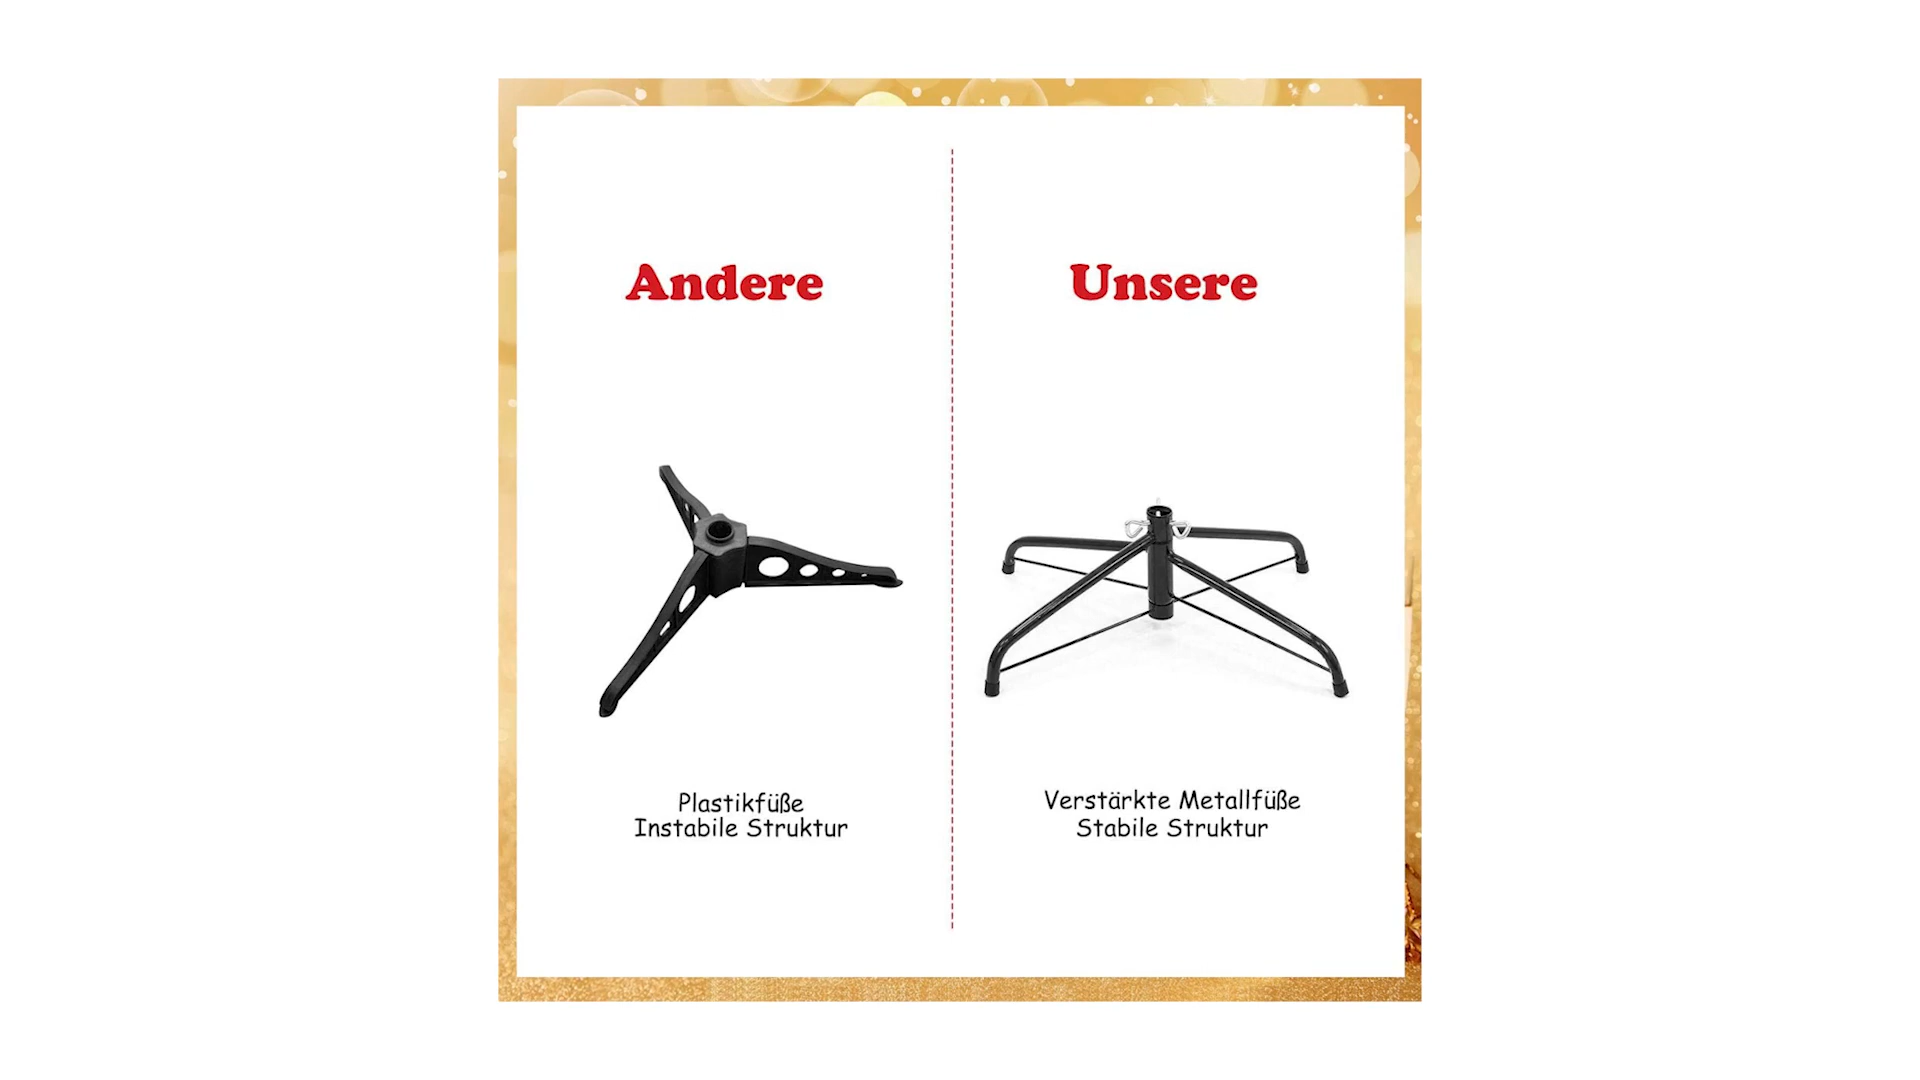 Andere
Unsere
Plastikfüße
Instabile Struktur
Verstärkte Metallfüße
Stabile Struktur